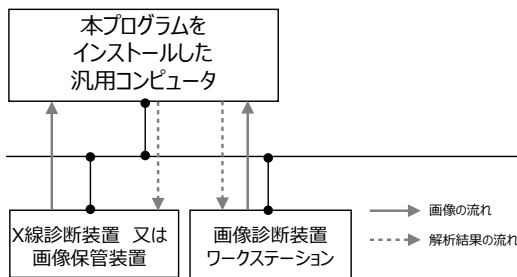 本プログラムを
インストールした
汎用コンピュータ
X線診断装置 又は
画像保管装置
画像診断装置
ワークステーション
画像の流れ
解析結果の流れ